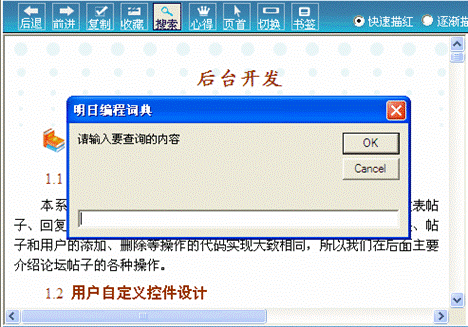 后退 前进 复制 收藏 搜索 心得 页首 切换 书签 快速描红 逐渐描
后台开发
明日编程词典
请输入要查询的内容
OK
Cancel
1.1
本系 表帖
子、回复 、帖
子和用户的添加、删除等操作的代码实现大致相同，所以我们在后面主要
介绍论坛帖子的各种操作。
1.2 用户自定义控件设计